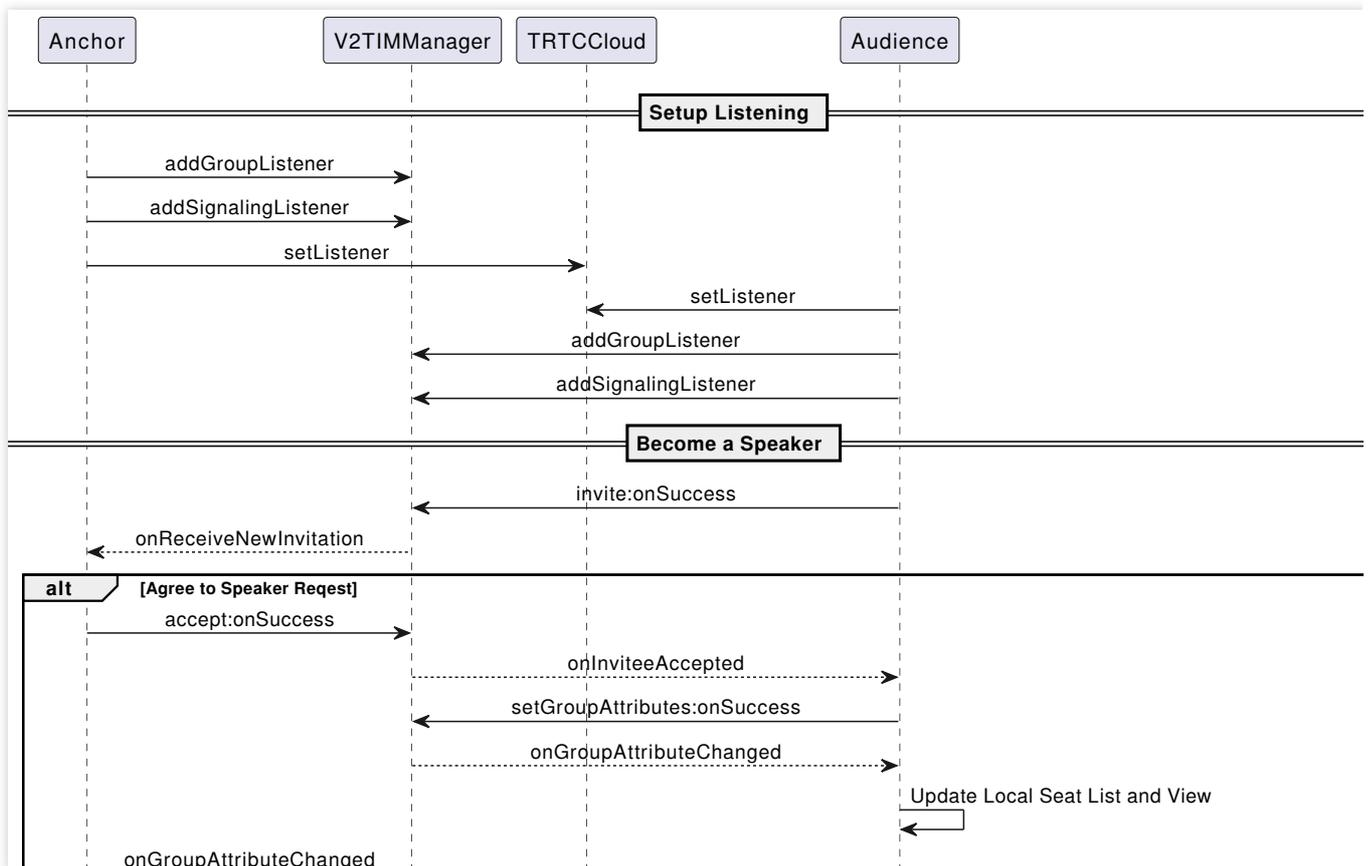 Anchor
V2TIMManager
TRTCCloud
Audience
Setup Listening
addGroupListener
addSignalingListener
setListener
setListener
addGroupListener
addSignalingListener
Become a Speaker
invite:onSuccess
onReceiveNewInvitation
alt
[Agree to Speaker Reqest]
accept:onSuccess
onInviteeAccepted
setGroupAttributes:onSuccess
onGroupAttributeChanged
Update Local Seat List and View
onGroupAttributeChanged